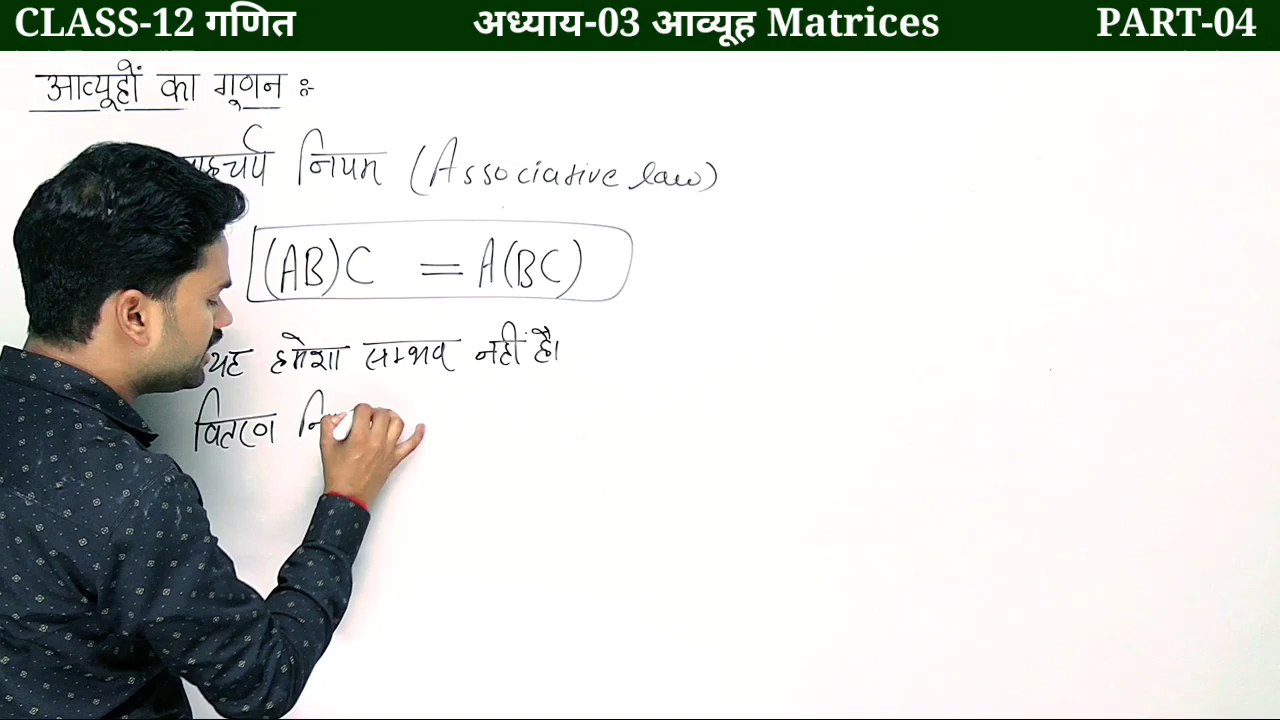 CLASS-12 गणित अध्याय-03 आव्यूह Matrices PART-04
आव्यूहों का गुणन :-
साहचर्य नियम (Associative law)
(AB)C = A(BC)
यह हमेशा सम्भव नहीं है।
वितरण